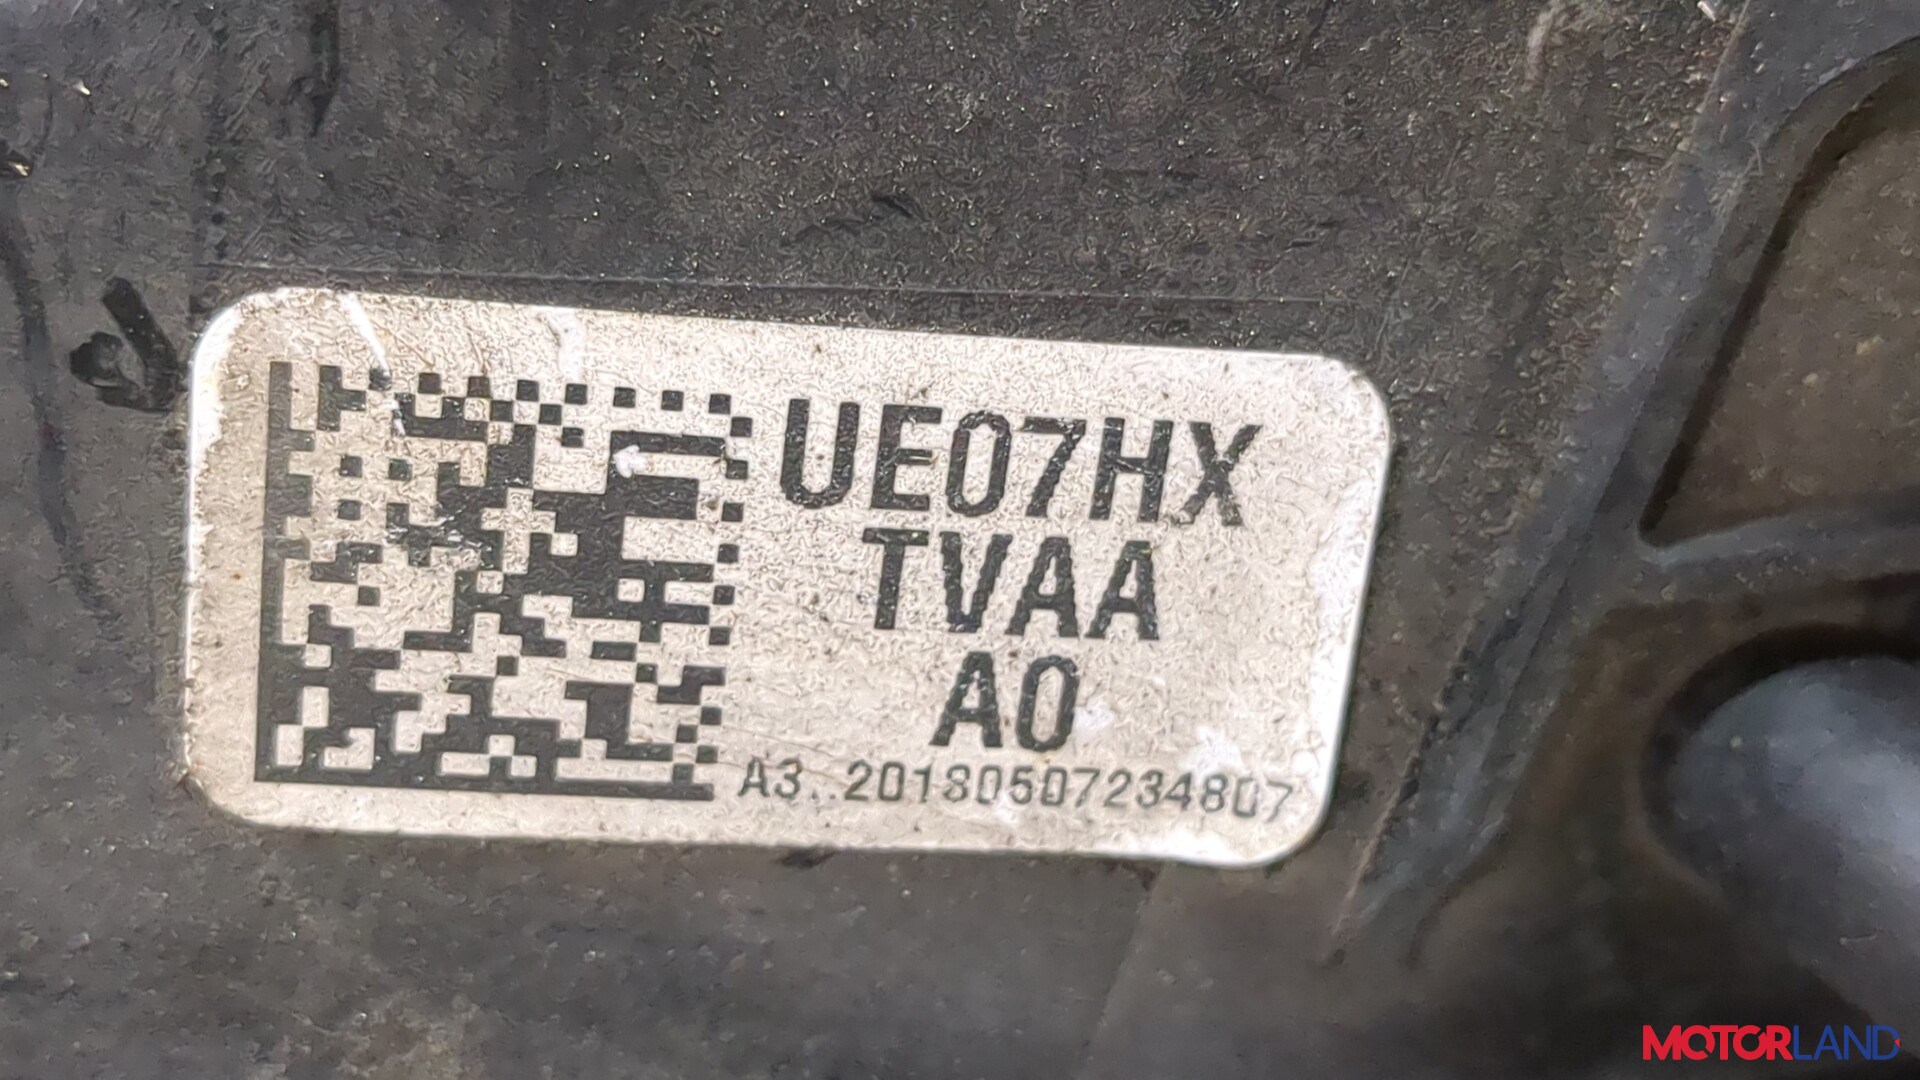 UE07HX
TVAA
A0
A3..20180507234807
MOTORLAND